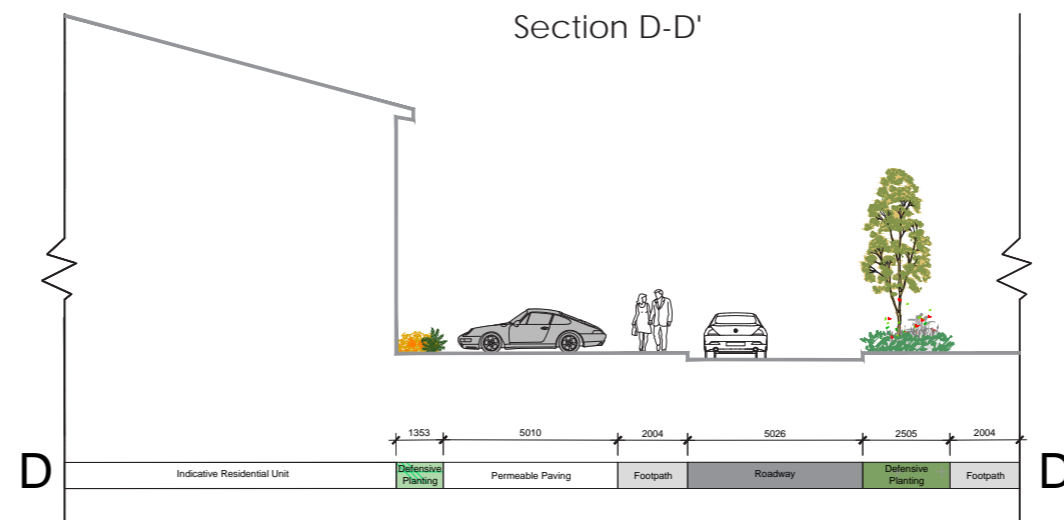 Section D-D'
1353 5010 2004 5026 2505 2004
D Indicative Residential Unit Defensive Planting Permeable Paving Footpath Roadway Defensive Planting Footpath D